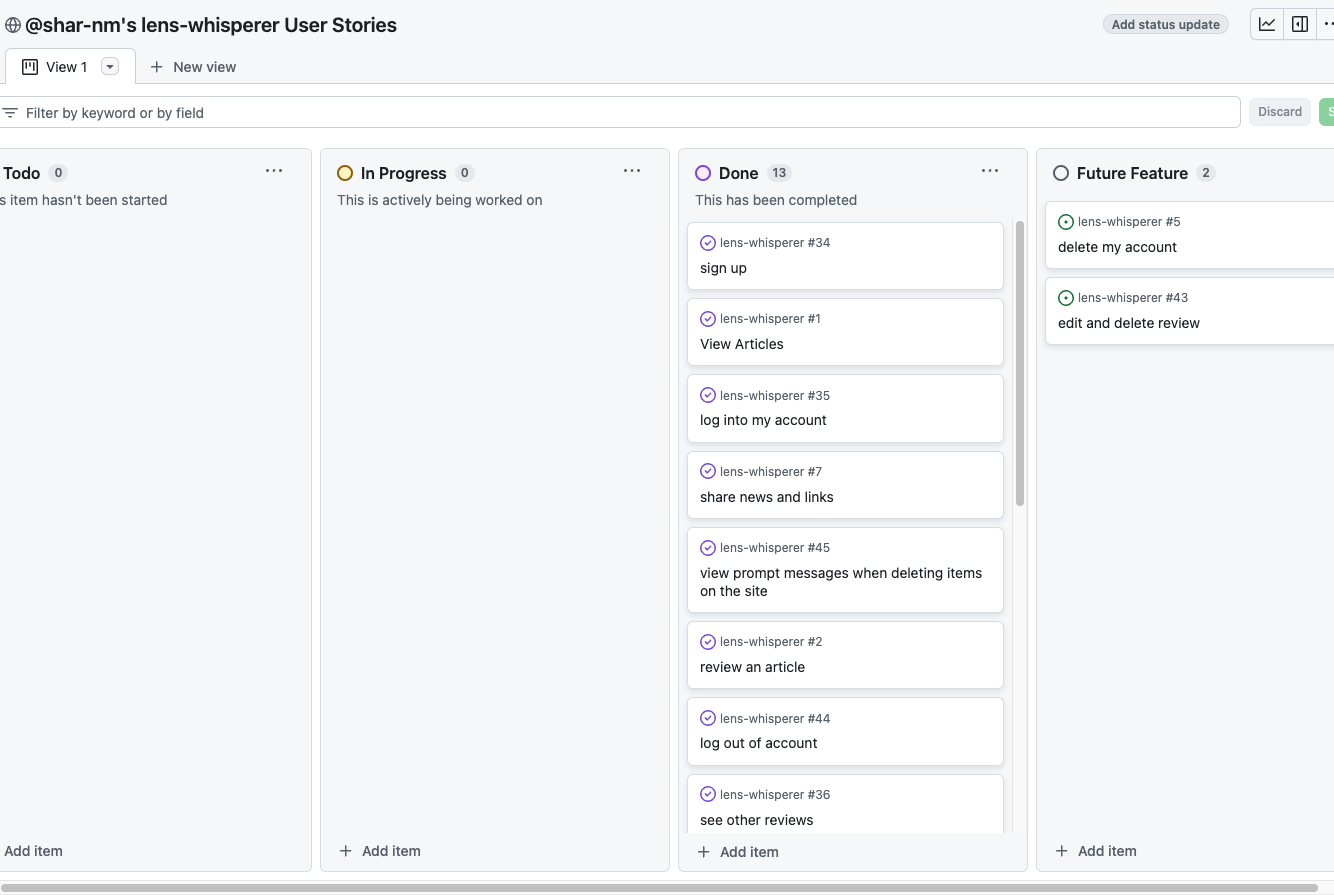 @shar-nm's lens-whisperer User Stories
Add status update
View 1
New view
Filter by keyword or by field
Discard
Todo 0
s item hasn't been started
Add item
In Progress 0
This is actively being worked on
Add item
Done 13
This has been completed
lens-whisperer #34
sign up
lens-whisperer #1
View Articles
lens-whisperer #35
log into my account
lens-whisperer #7
share news and links
lens-whisperer #45
view prompt messages when deleting items
on the site
lens-whisperer #2
review an article
lens-whisperer #44
log out of account
lens-whisperer #36
see other reviews
Add item
Future Feature 2
lens-whisperer #5
delete my account
lens-whisperer #43
edit and delete review
Add item